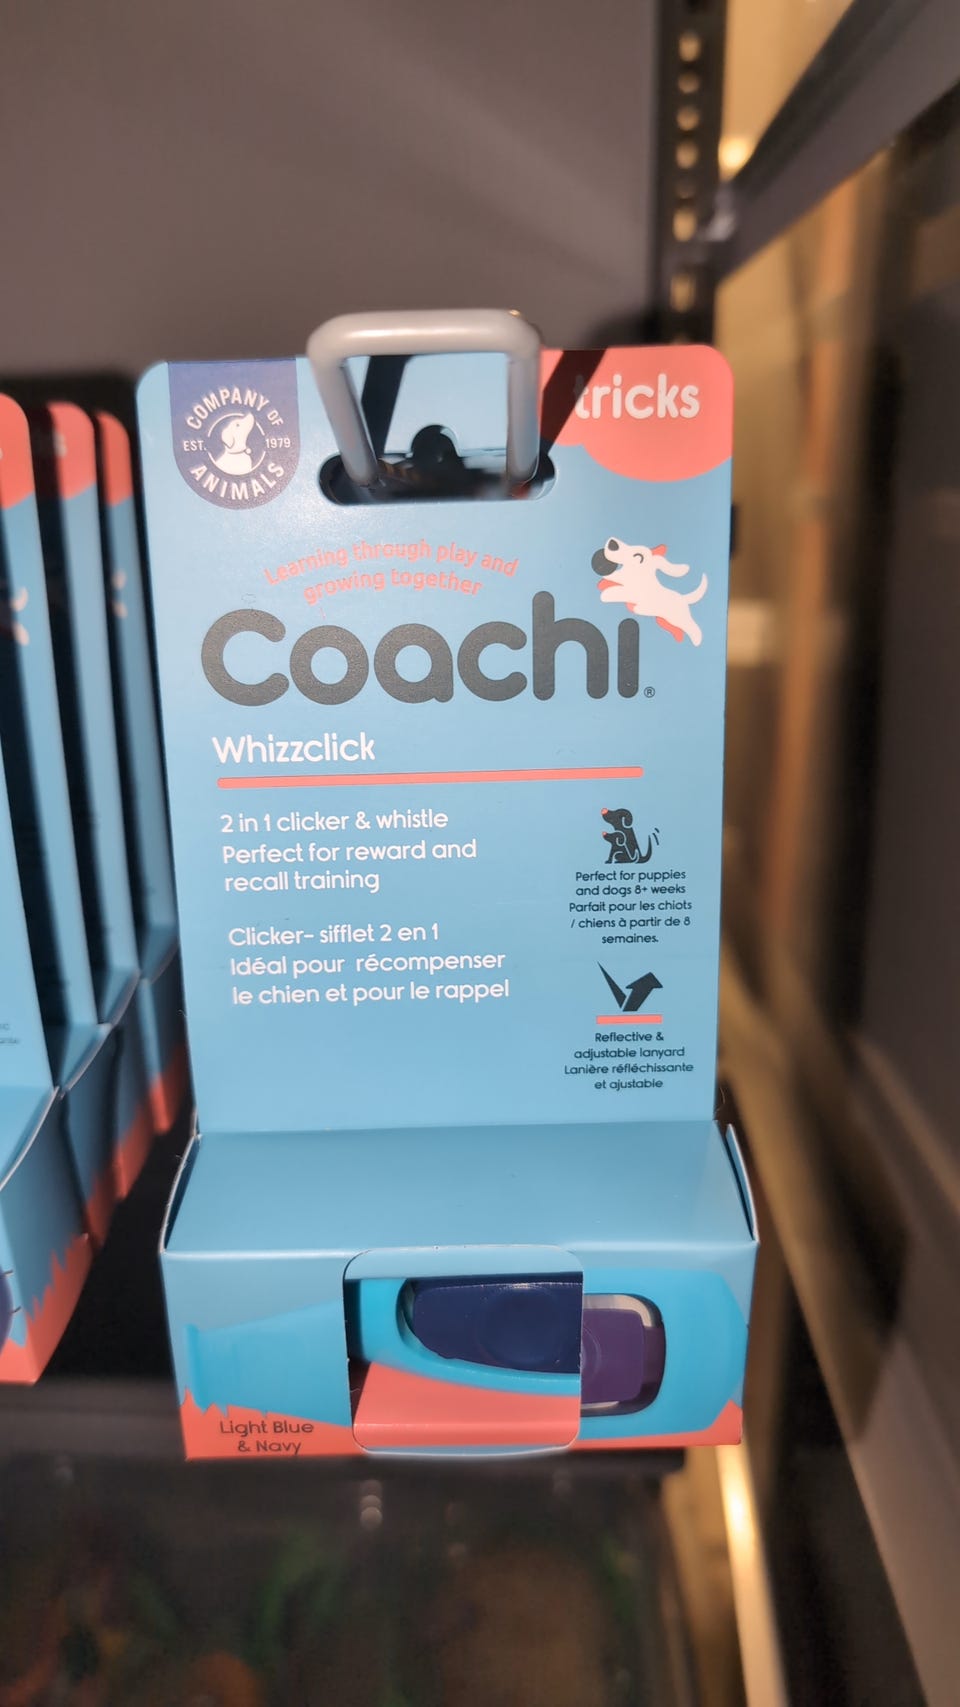 COMPANY OF
EST. 1979
ANIMALS
tricks
Learning through play and
growing together
Coachi®
Whizzclick
2 in 1 clicker & whistle
Perfect for reward and
recall training
Clicker- sifflet 2 en 1
Idéal pour récompenser
le chien et pour le rappel
Perfect for puppies
and dogs 8+ weeks
Parfait pour les chiots
/ chiens à partir de 8
semaines.
Reflective &
adjustable lanyard
Lanière réfléchissante
et ajustable
Light Blue
& Navy